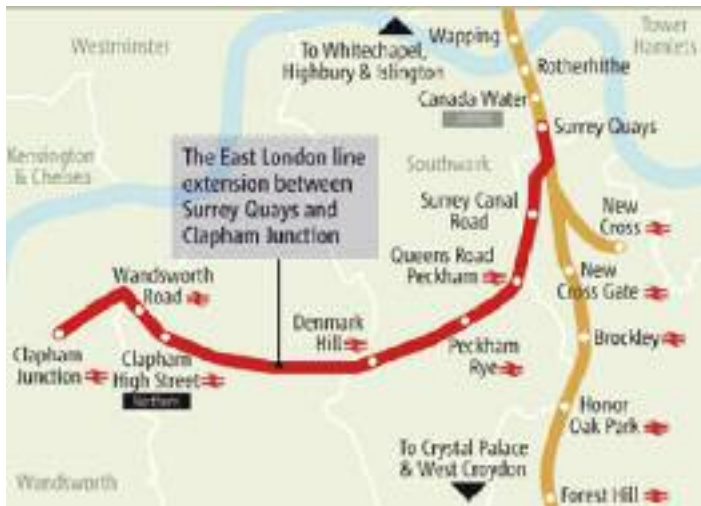 Westminster
To Whitechapel,
Highbury & Islington
Wapping
Tower
Hamlets
Rotherhithe
Canada Water
Surrey Quays
Kensington
& Chelsea
The East London line
extension between
Surrey Quays and
Clapham Junction
Southwark
Surrey Canal
Road
New
Cross
Queens Road
Peckham
New
Cross Gate
Wandsworth
Road
Denmark
Hill
Brockley
Clapham
Junction
Clapham
High Street
Northern
Peckham
Rye
Honor
Oak Park
To Crystal Palace
& West Croydon
Wandsworth
Forest Hill